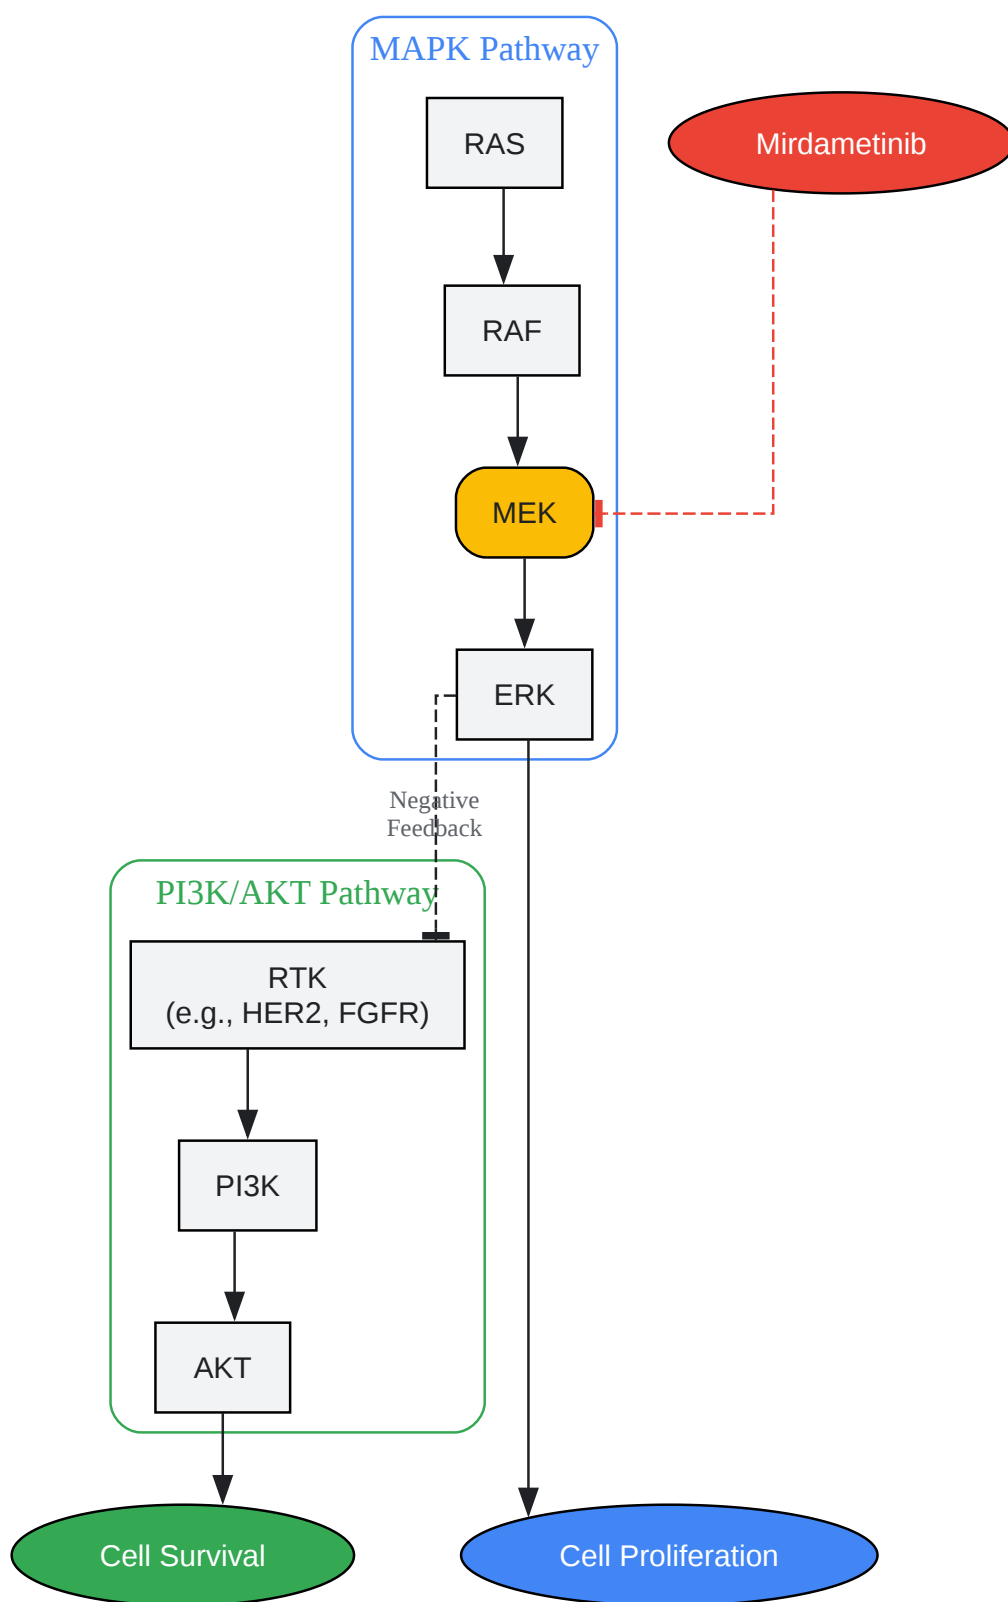 MAPK Pathway
RAS
Mirdametinib
RAF
MEK
ERK
Negative
Feedback
PI3K/AKT Pathway
RTK
(e.g., HER2, FGFR)
PI3K
AKT
Cell Survival
Cell Proliferation